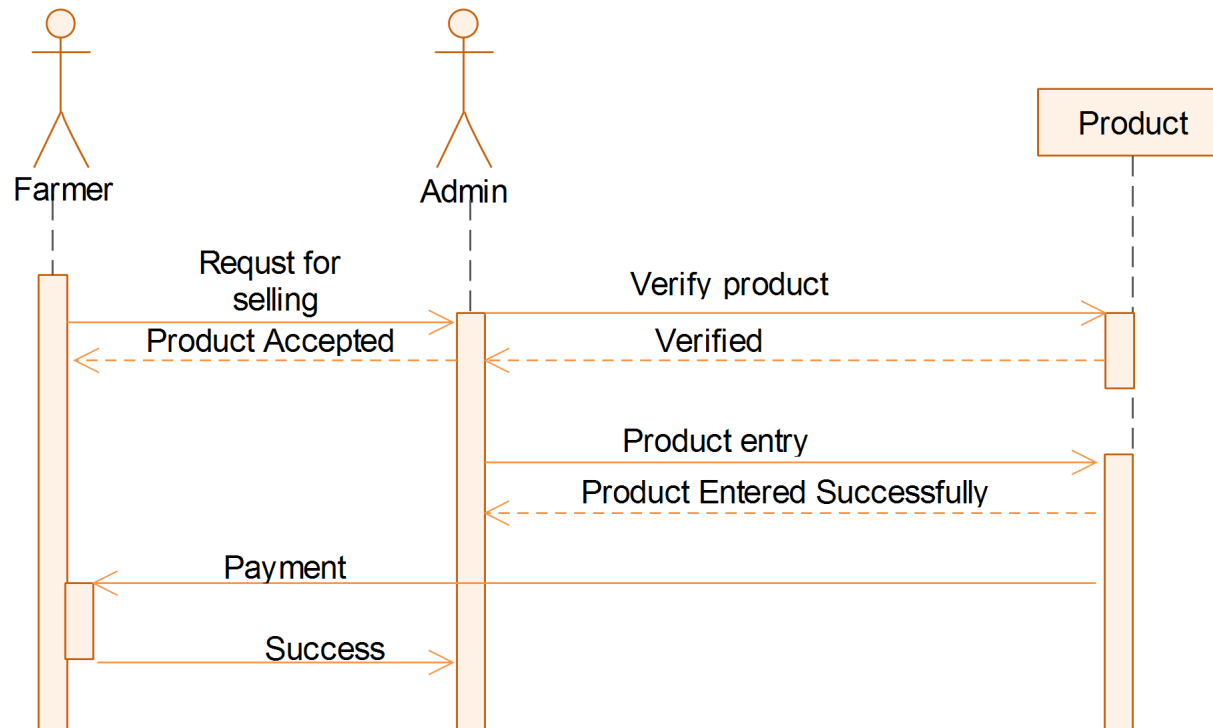 Product
Farmer
Admin
Requst for
selling
Verify product
Product Accepted
Verified
Product entry
Product Entered Successfully
Payment
Success